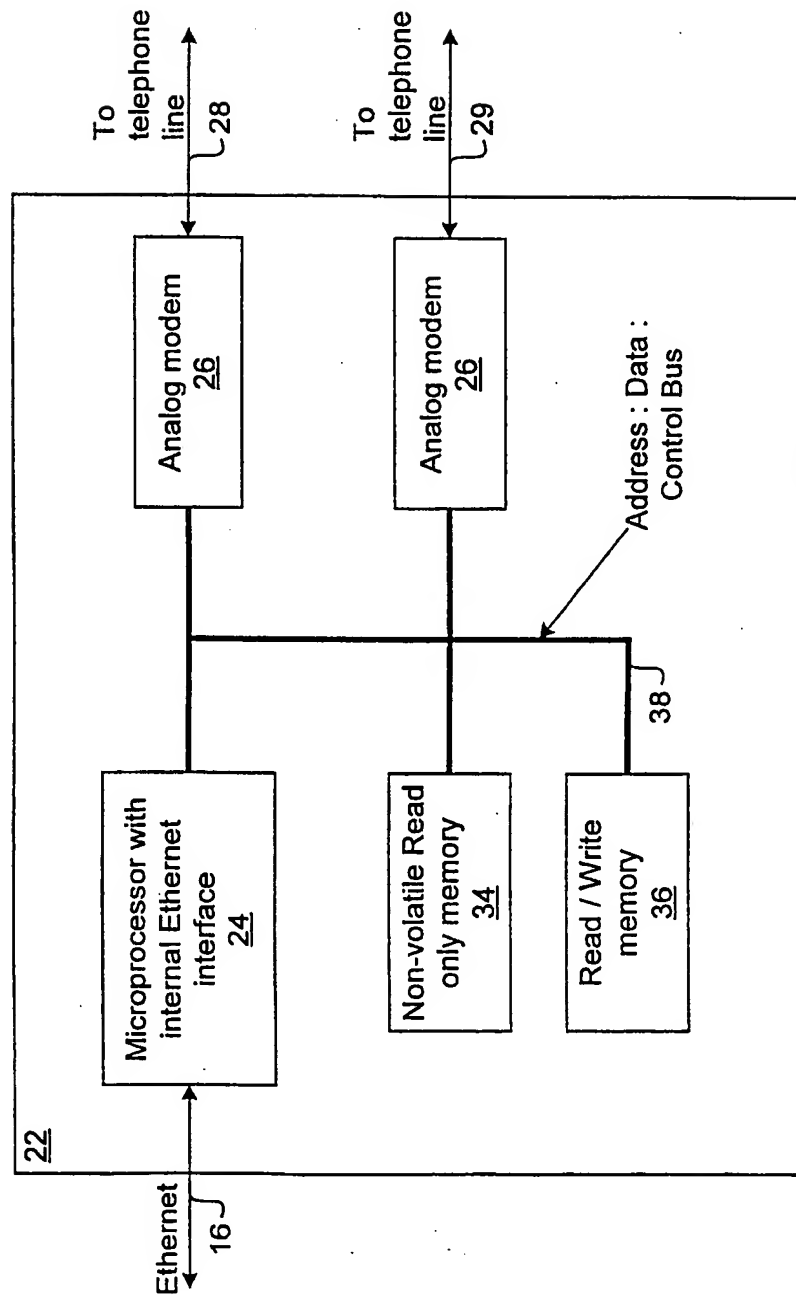 22
Ethernet
16
Microprocessor with
internal Ethernet
interface
24
Analog modem
26
To
telephone
line
28
Non-volatile Read
only memory
34
Analog modem
26
To
telephone
line
29
Read / Write
memory
36
38
Address : Data :
Control Bus